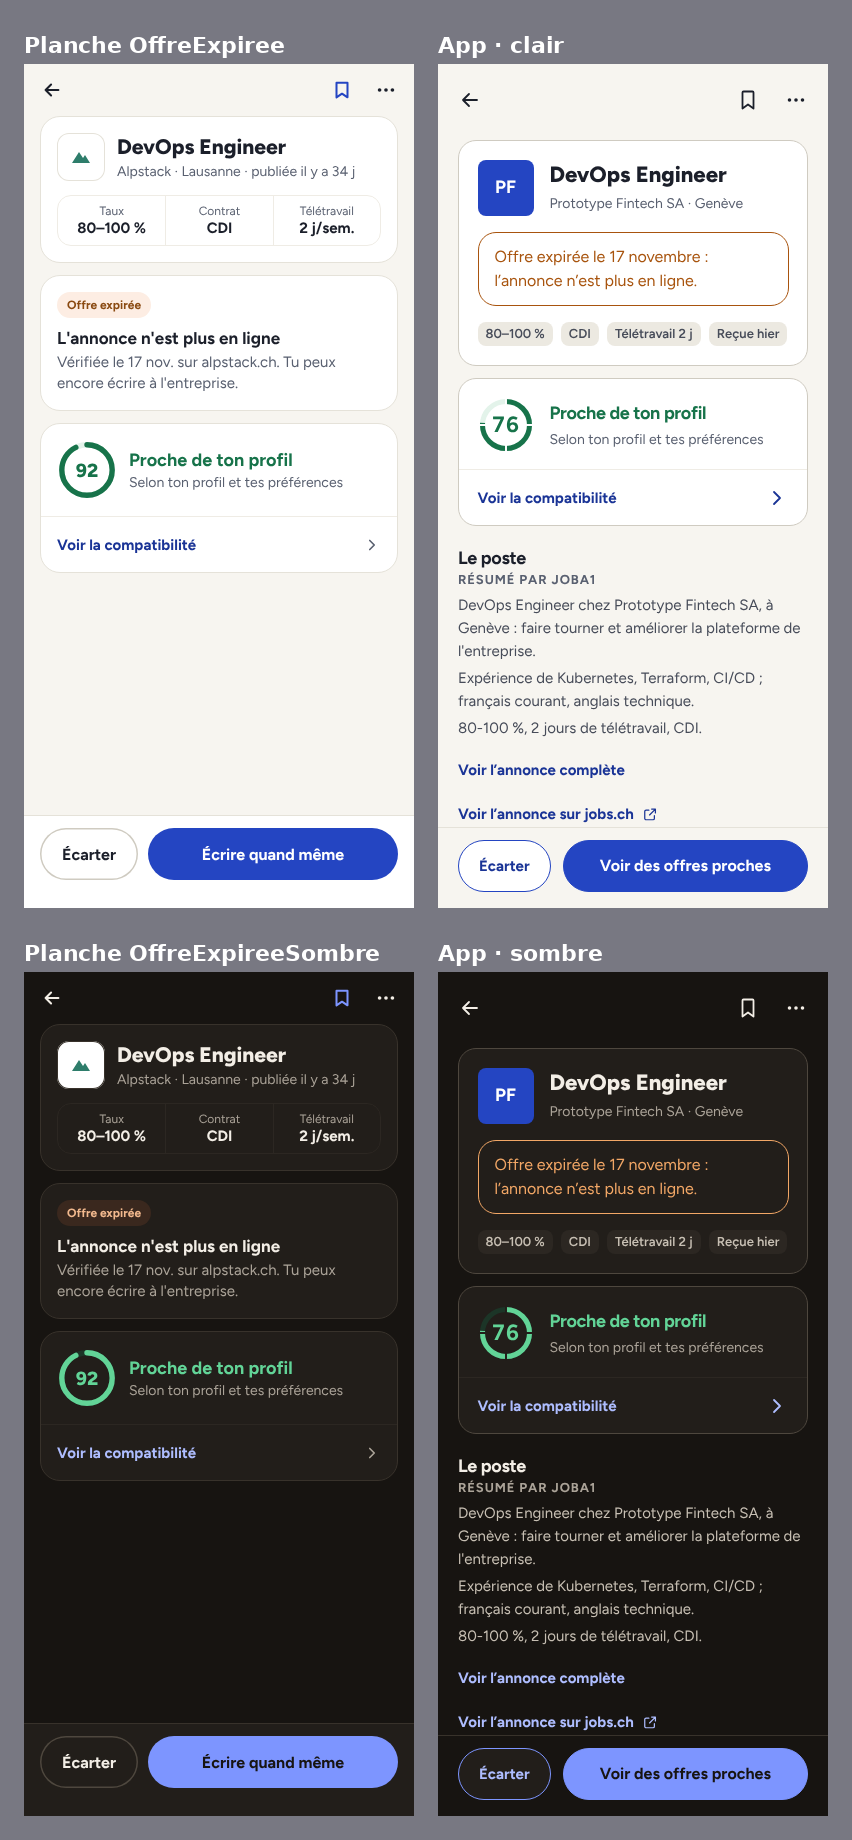 Planche OffreExpiree
DevOps Engineer
Alpstack · Lausanne · publiée il y a 34 j
Taux
80–100 %
Contrat
CDI
Télétravail
2 j/sem.
Offre expirée
L'annonce n'est plus en ligne
Vérifiée le 17 nov. sur alpstack.ch. Tu peux
encore écrire à l'entreprise.
92
Proche de ton profil
Selon ton profil et tes préférences
Voir la compatibilité
Écarter
Écrire quand même
App · clair
PF
DevOps Engineer
Prototype Fintech SA · Genève
Offre expirée le 17 novembre :
l’annonce n’est plus en ligne.
80–100 %
CDI
Télétravail 2 j
Reçue hier
76
Proche de ton profil
Selon ton profil et tes préférences
Voir la compatibilité
Le poste
RÉSUMÉ PAR JOBA1
DevOps Engineer chez Prototype Fintech SA, à
Genève : faire tourner et améliorer la plateforme de
l'entreprise.
Expérience de Kubernetes, Terraform, CI/CD ;
français courant, anglais technique.
80-100 %, 2 jours de télétravail, CDI.
Voir l’annonce complète
Voir l’annonce sur jobs.ch
Écarter
Voir des offres proches
Planche OffreExpireeSombre
DevOps Engineer
Alpstack · Lausanne · publiée il y a 34 j
Taux
80–100 %
Contrat
CDI
Télétravail
2 j/sem.
Offre expirée
L'annonce n'est plus en ligne
Vérifiée le 17 nov. sur alpstack.ch. Tu peux
encore écrire à l'entreprise.
92
Proche de ton profil
Selon ton profil et tes préférences
Voir la compatibilité
Écarter
Écrire quand même
App · sombre
PF
DevOps Engineer
Prototype Fintech SA · Genève
Offre expirée le 17 novembre :
l’annonce n’est plus en ligne.
80–100 %
CDI
Télétravail 2 j
Reçue hier
76
Proche de ton profil
Selon ton profil et tes préférences
Voir la compatibilité
Le poste
RÉSUMÉ PAR JOBA1
DevOps Engineer chez Prototype Fintech SA, à
Genève : faire tourner et améliorer la plateforme de
l'entreprise.
Expérience de Kubernetes, Terraform, CI/CD ;
français courant, anglais technique.
80-100 %, 2 jours de télétravail, CDI.
Voir l’annonce complète
Voir l’annonce sur jobs.ch
Écarter
Voir des offres proches